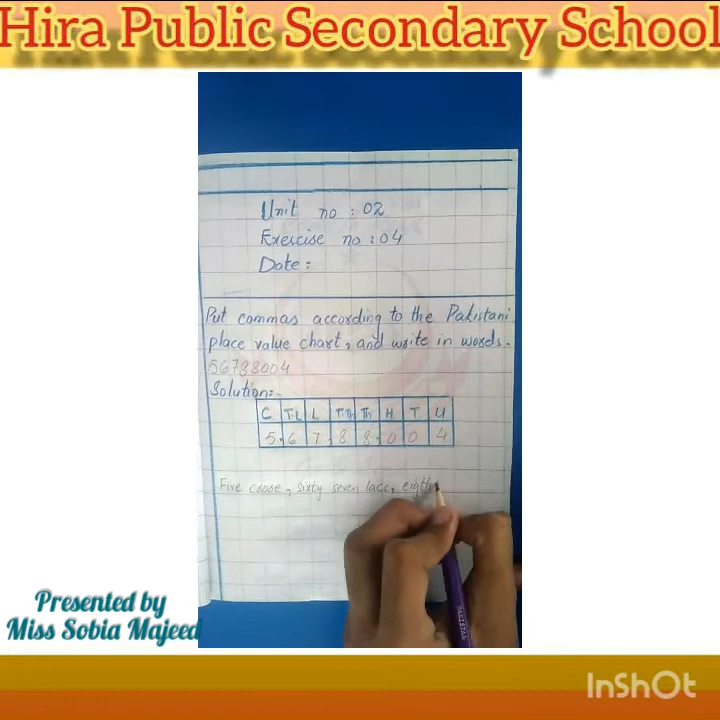 Hira Public Secondary School
Unit no : 02
Exercise no : 04
Date :
Put commas according to the Pakistani
place value chart, and write in words.
56788004
Solution:-
C T.L L T.Th Th H T U
5,6 7,8 8,0 0 4
Five crore, sixty seven lacs, eigth
PAKISTAN
Presented by
Miss Sobia Majeed
InShOt